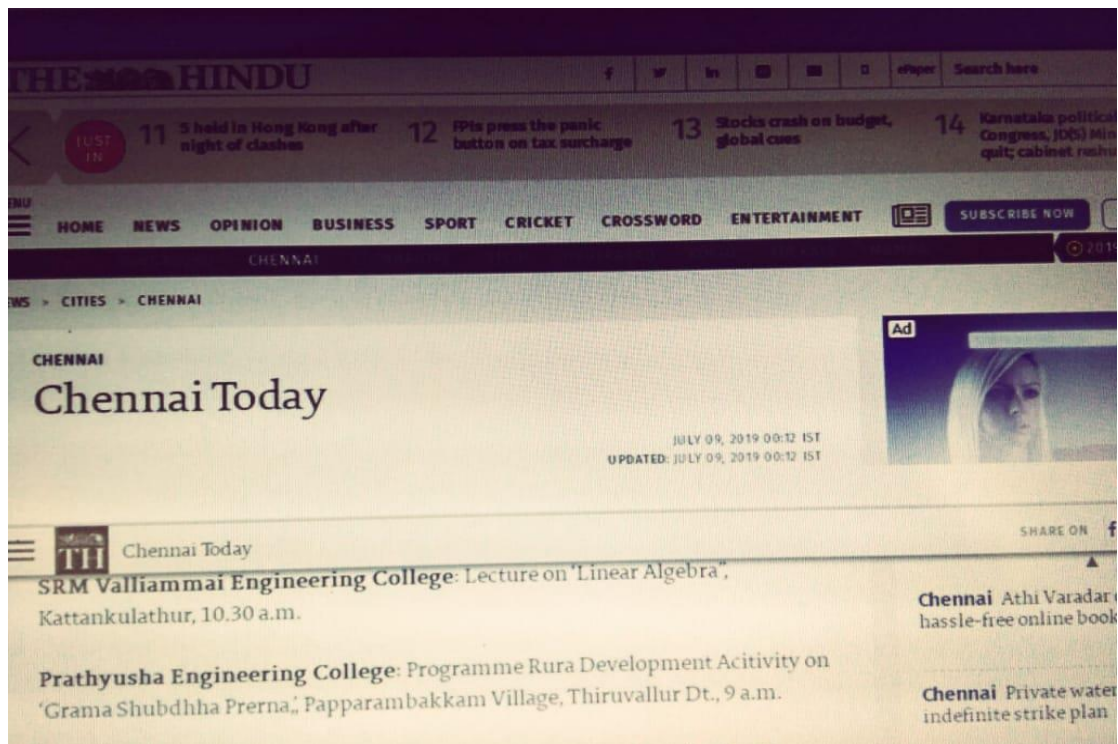 THE HINDU
ePaper Search here
JUST IN
11 5 held in Hong Kong after night of clashes
12 FPIs press the panic button on tax surcharge
13 Stocks crash on budget, global cues
14 Karnataka political
Congress, JD(S)
quit; cabinet
ENU
HOME NEWS OPINION BUSINESS SPORT CRICKET CROSSWORD ENTERTAINMENT SUBSCRIBE NOW
CHENNAI
2019
EWS > CITIES > CHENNAI
Ad
CHENNAI
Chennai Today
JULY 09, 2019 00:12 IST
UPDATED: JULY 09, 2019 00:12 IST
SHARE ON f
TH Chennai Today
SRM Valliammai Engineering College: Lecture on 'Linear Algebra",
Kattankulathur, 10.30 a.m.
Prathyusha Engineering College: Programme Rura Development Acitivity on
'Grama Shubdhha Prerna,', Papparambakkam Village, Thiruvallur Dt., 9 a.m.
Chennai Athi Varadar
hassle-free online book
Chennai Private water
indefinite strike plan